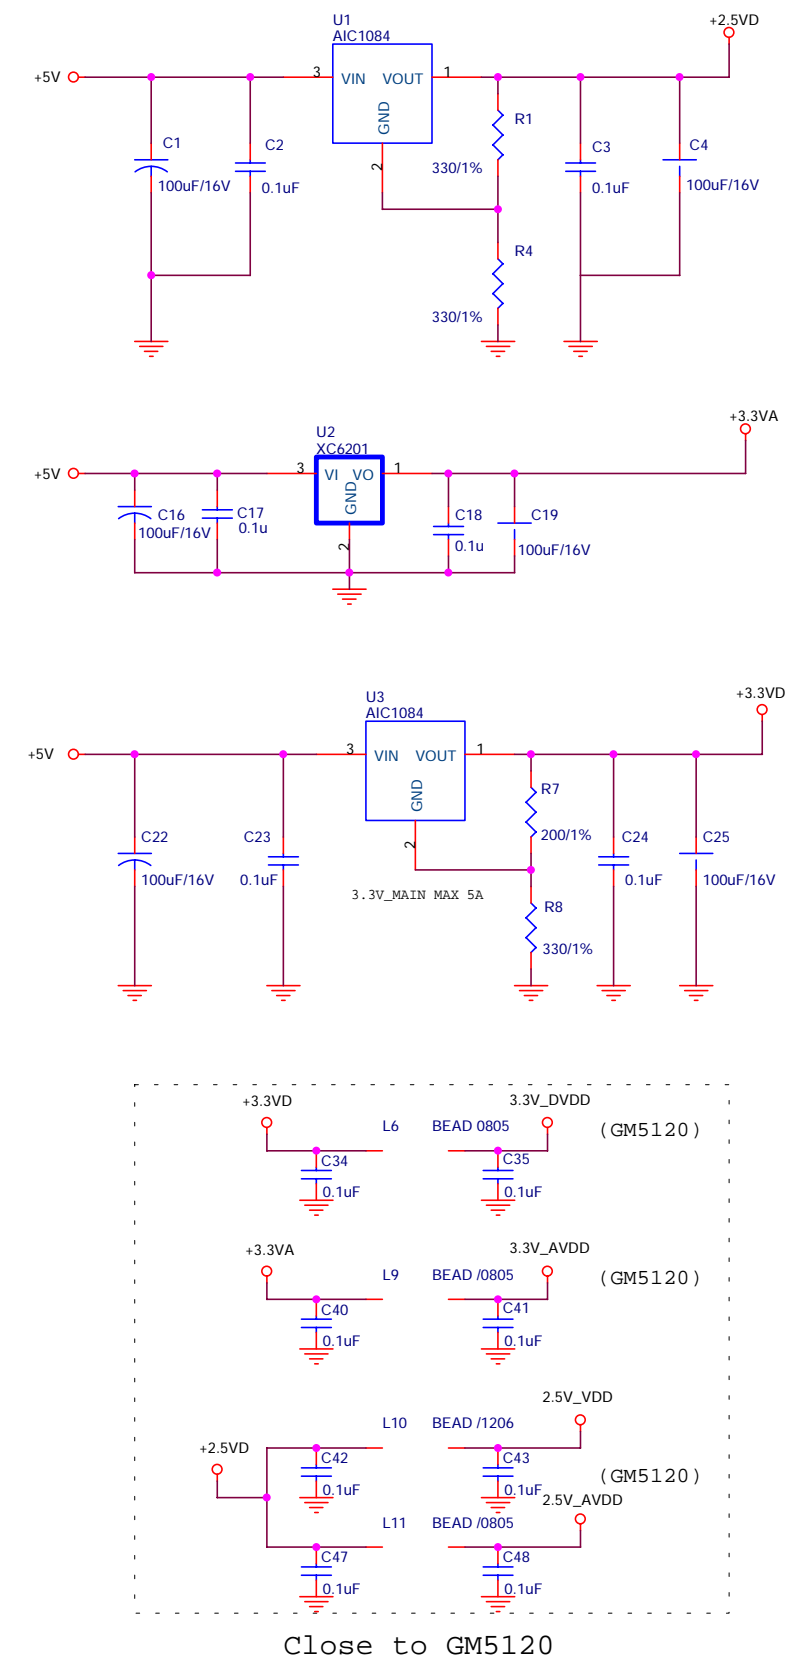 U1
AIC1084
+2.5VD
+5V
3
VIN
VOUT
1
GND
2
C1
100uF/16V
C2
0.1uF
R1
330/1%
C3
0.1uF
C4
100uF/16V
R4
330/1%
U2
XC6201
+3.3VA
+5V
3
VI
VO
1
GND
2
C16
100uF/16V
C17
0.1u
C18
0.1u
C19
100uF/16V
U3
AIC1084
+3.3VD
+5V
3
VIN
VOUT
1
GND
2
C22
100uF/16V
C23
0.1uF
R7
200/1%
C24
0.1uF
C25
100uF/16V
3.3V_MAIN MAX 5A
R8
330/1%
+3.3VD
L6
BEAD 0805
3.3V_DVDD
(GM5120)
C34
0.1uF
C35
0.1uF
+3.3VA
L9
BEAD /0805
3.3V_AVDD
(GM5120)
C40
0.1uF
C41
0.1uF
2.5V_VDD
L10
BEAD /1206
+2.5VD
C42
0.1uF
C43
0.1uF
(GM5120)
2.5V_AVDD
L11
BEAD /0805
C47
0.1uF
C48
0.1uF
Close to GM5120